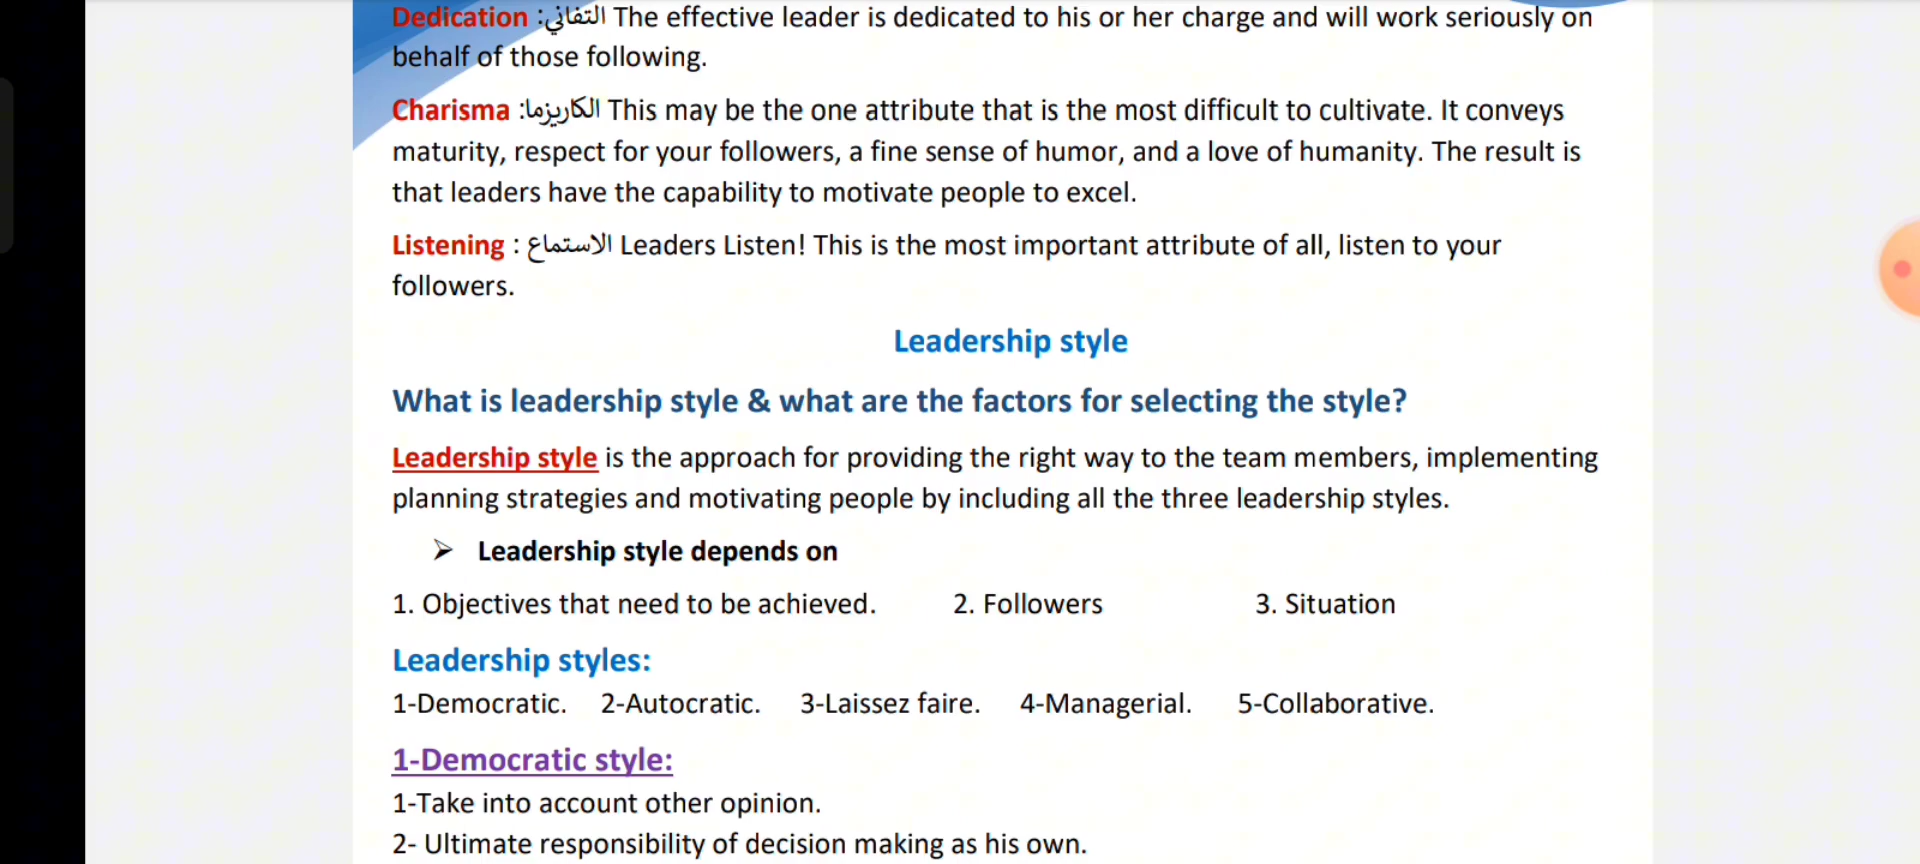 Dedication :التفاني The effective leader is dedicated to his or her charge and will work seriously on
behalf of those following.
Charisma :الكاريزما This may be the one attribute that is the most difficult to cultivate. It conveys
maturity, respect for your followers, a fine sense of humor, and a love of humanity. The result is
that leaders have the capability to motivate people to excel.
Listening : الاستماع Leaders Listen! This is the most important attribute of all, listen to your
followers.
Leadership style
What is leadership style & what are the factors for selecting the style?
Leadership style is the approach for providing the right way to the team members, implementing
planning strategies and motivating people by including all the three leadership styles.
➢ Leadership style depends on
1. Objectives that need to be achieved. 2. Followers 3. Situation
Leadership styles:
1-Democratic. 2-Autocratic. 3-Laissez faire. 4-Managerial. 5-Collaborative.
1-Democratic style:
1-Take into account other opinion.
2- Ultimate responsibility of decision making as his own.